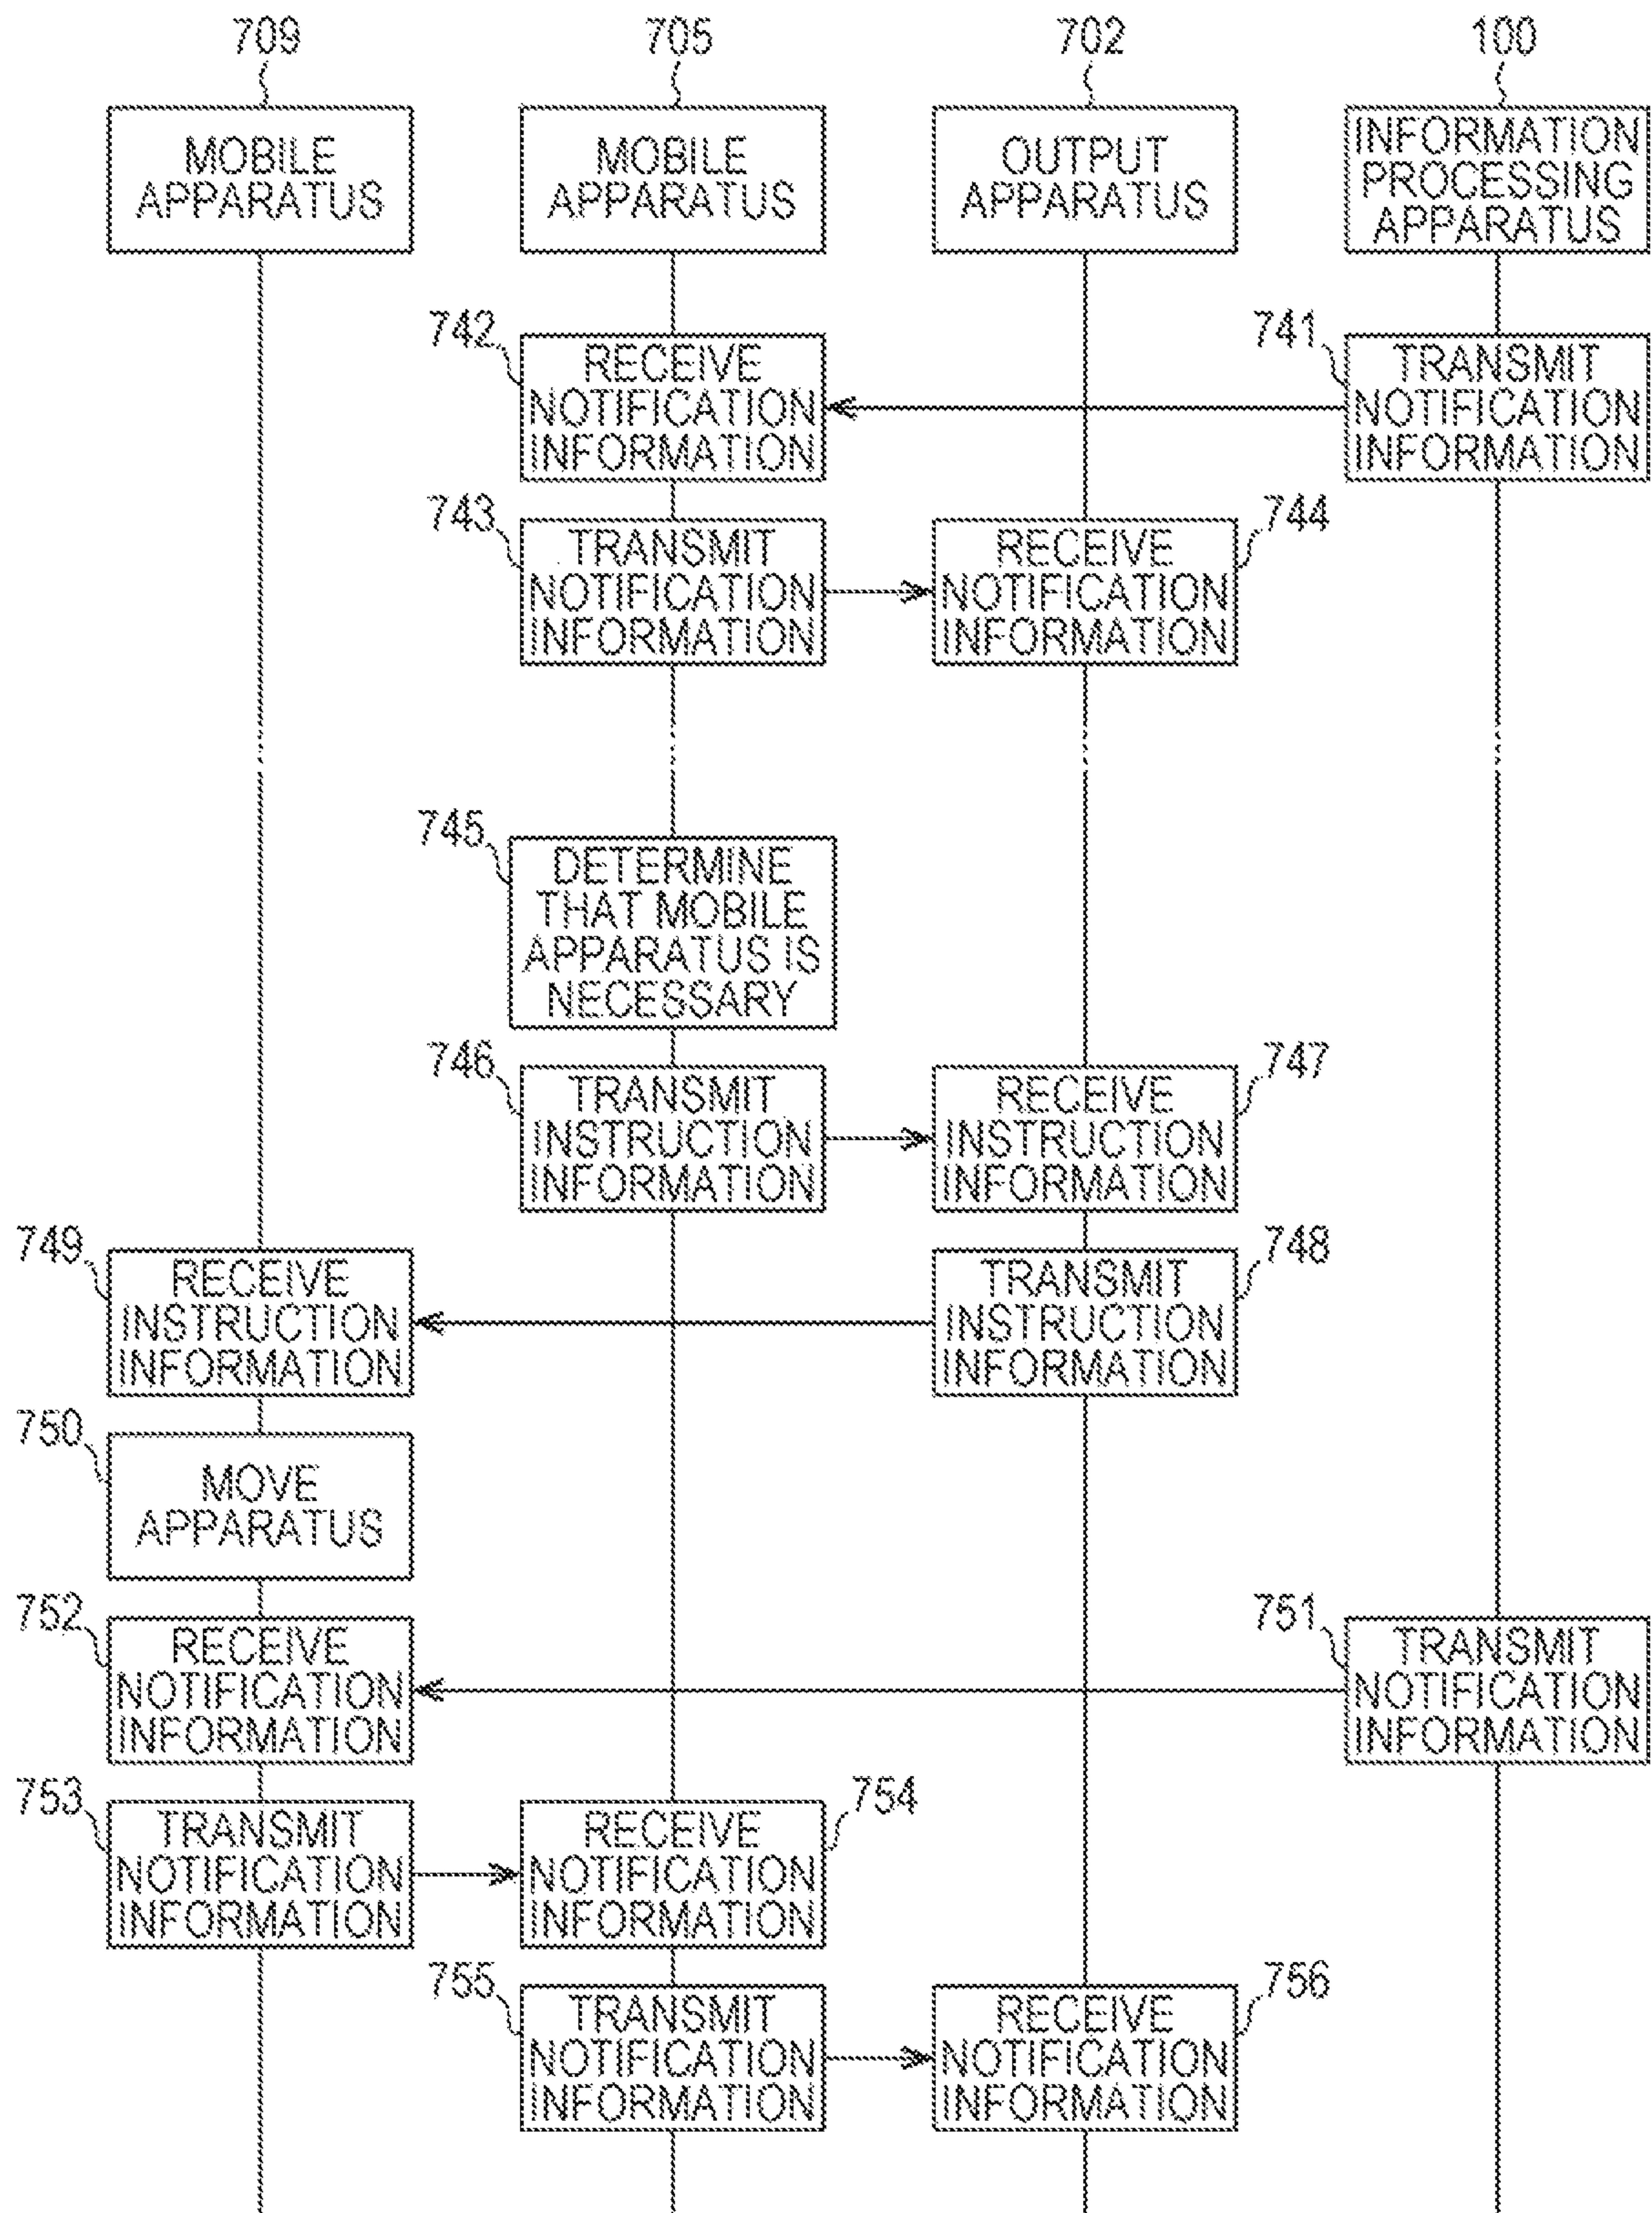 709
705
702
100
MOBILE
APPARATUS
MOBILE
APPARATUS
OUTPUT
APPARATUS
INFORMATION
PROCESSING
APPARATUS
742
RECEIVE
NOTIFICATION
INFORMATION
741
TRANSMIT
NOTIFICATION
INFORMATION
743
TRANSMIT
NOTIFICATION
INFORMATION
744
RECEIVE
NOTIFICATION
INFORMATION
745
DETERMINE
THAT MOBILE
APPARATUS IS
NECESSARY
746
TRANSMIT
INSTRUCTION
INFORMATION
747
RECEIVE
INSTRUCTION
INFORMATION
749
RECEIVE
INSTRUCTION
INFORMATION
748
TRANSMIT
INSTRUCTION
INFORMATION
750
MOVE
APPARATUS
752
RECEIVE
NOTIFICATION
INFORMATION
751
TRANSMIT
NOTIFICATION
INFORMATION
753
TRANSMIT
NOTIFICATION
INFORMATION
754
RECEIVE
NOTIFICATION
INFORMATION
755
TRANSMIT
NOTIFICATION
INFORMATION
756
RECEIVE
NOTIFICATION
INFORMATION